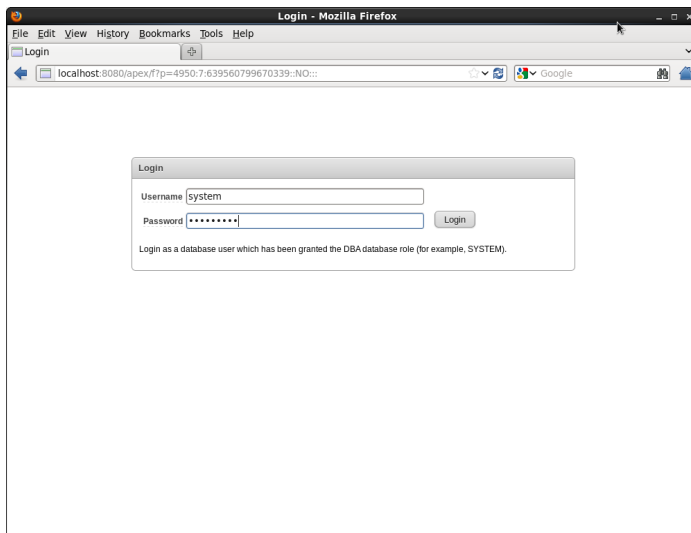 Login - Mozilla Firefox
File Edit View History Bookmarks Tools Help
Login
localhost:8080/apex/f?p=4950:7:639560799670339::NO::: Google
Login
Username system
Password •••••••••
Login
Login as a database user which has been granted the DBA database role (for example, SYSTEM).